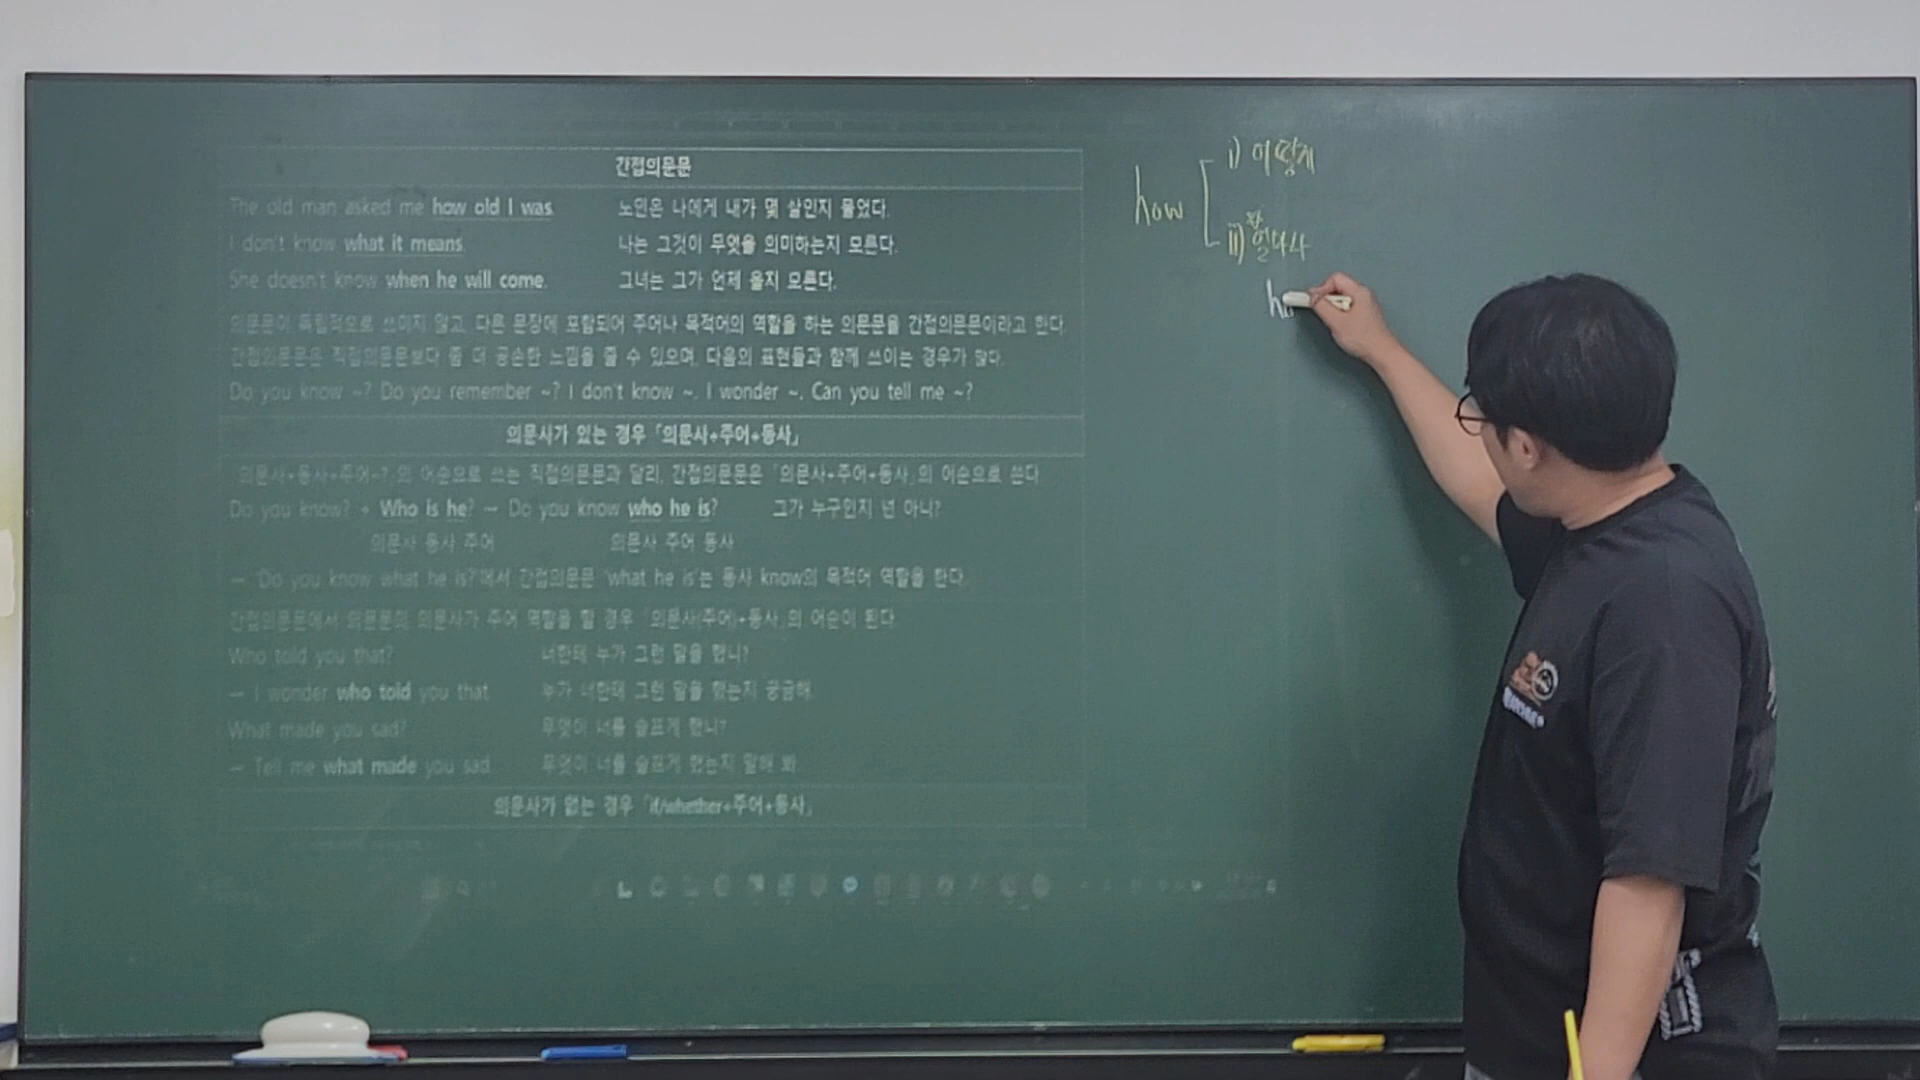 간접의문문
The old man asked me how old I was. 노인은 나에게 내가 몇 살인지 물었다.
I don't know what it means. 나는 그것이 무엇을 의미하는지 모른다.
She doesn't know when he will come. 그녀는 그가 언제 올지 모른다.
의문문이 독립적으로 쓰이지 않고, 다른 문장에 포함되어 주어나 목적어의 역할을 하는 의문문을 간접의문문이라고 한다.
간접의문문은 직접의문문보다 좀 더 공손한 느낌을 줄 수 있으며, 다음의 표현들과 함께 쓰이는 경우가 많다.
Do you know ~? Do you remember ~? I don't know ~. I wonder ~. Can you tell me ~?
의문사가 있는 경우 「의문사+주어+동사」
「의문사+동사+주어~?」의 어순으로 쓰는 직접의문문과 달리, 간접의문문은 「의문사+주어+동사」의 어순으로 쓴다.
Do you know? + Who is he? → Do you know who he is? 그가 누구인지 넌 아니?
의문사 동사 주어 의문사 주어 동사
→ 'Do you know what he is?'에서 간접의문문 'what he is'는 동사 know의 목적어 역할을 한다.
간접의문문에서 의문문의 의문사가 주어 역할을 할 경우 「의문사(주어)+동사」의 어순이 된다.
Who told you that? 너한테 누가 그런 말을 했니?
→ I wonder who told you that. 누가 너한테 그런 말을 했는지 궁금해.
What made you sad? 무엇이 너를 슬프게 했니?
→ Tell me what made you sad. 무엇이 너를 슬프게 했는지 말해 봐.
의문사가 없는 경우 「if/whether+주어+동사」
how
i) 어떻게
ii) 얼마나
h